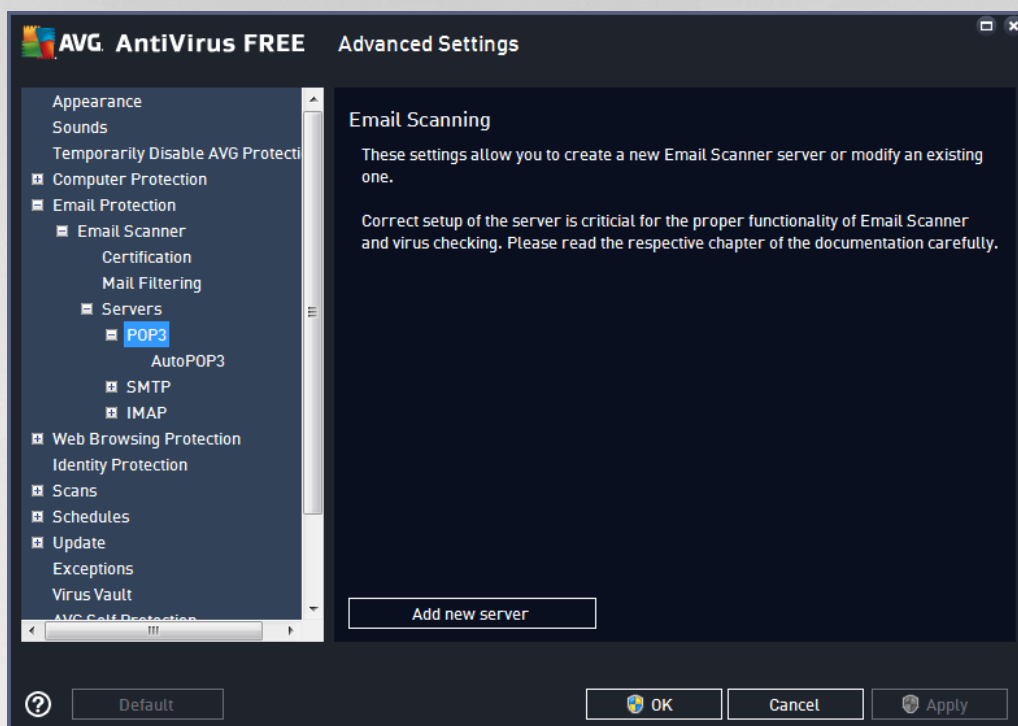 AVG. AntiVirus FREE
Advanced Settings
Appearance
Sounds
Temporarily Disable AVG Protecti
Computer Protection
Email Protection
Email Scanner
Certification
Mail Filtering
Servers
POP3
AutoPOP3
SMTP
IMAP
Web Browsing Protection
Identity Protection
Scans
Schedules
Update
Exceptions
Virus Vault
AVG Self Protection
Email Scanning
These settings allow you to create a new Email Scanner server or modify an existing
one.
Correct setup of the server is criticial for the proper functionality of Email Scanner
and virus checking. Please read the respective chapter of the documentation carefully.
Add new server
Default
OK
Cancel
Apply